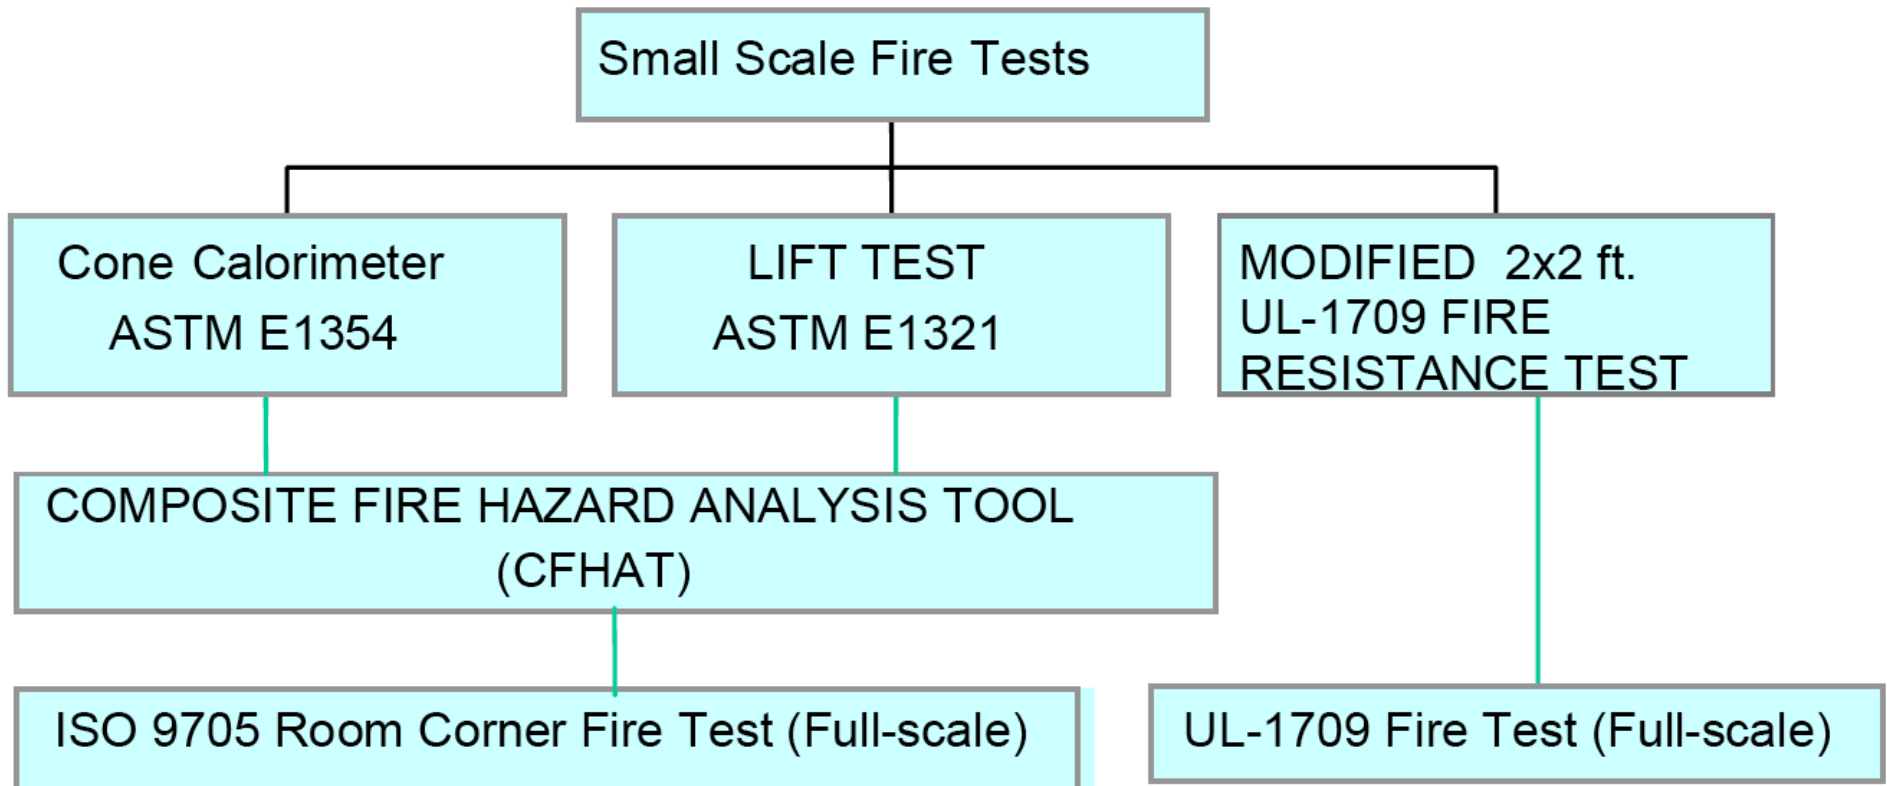 Small Scale Fire Tests
Cone Calorimeter
ASTM E1354
LIFT TEST
ASTM E1321
MODIFIED 2x2 ft.
UL-1709 FIRE
RESISTANCE TEST
COMPOSITE FIRE HAZARD ANALYSIS TOOL
(CFHAT)
ISO 9705 Room Corner Fire Test (Full-scale)
UL-1709 Fire Test (Full-scale)